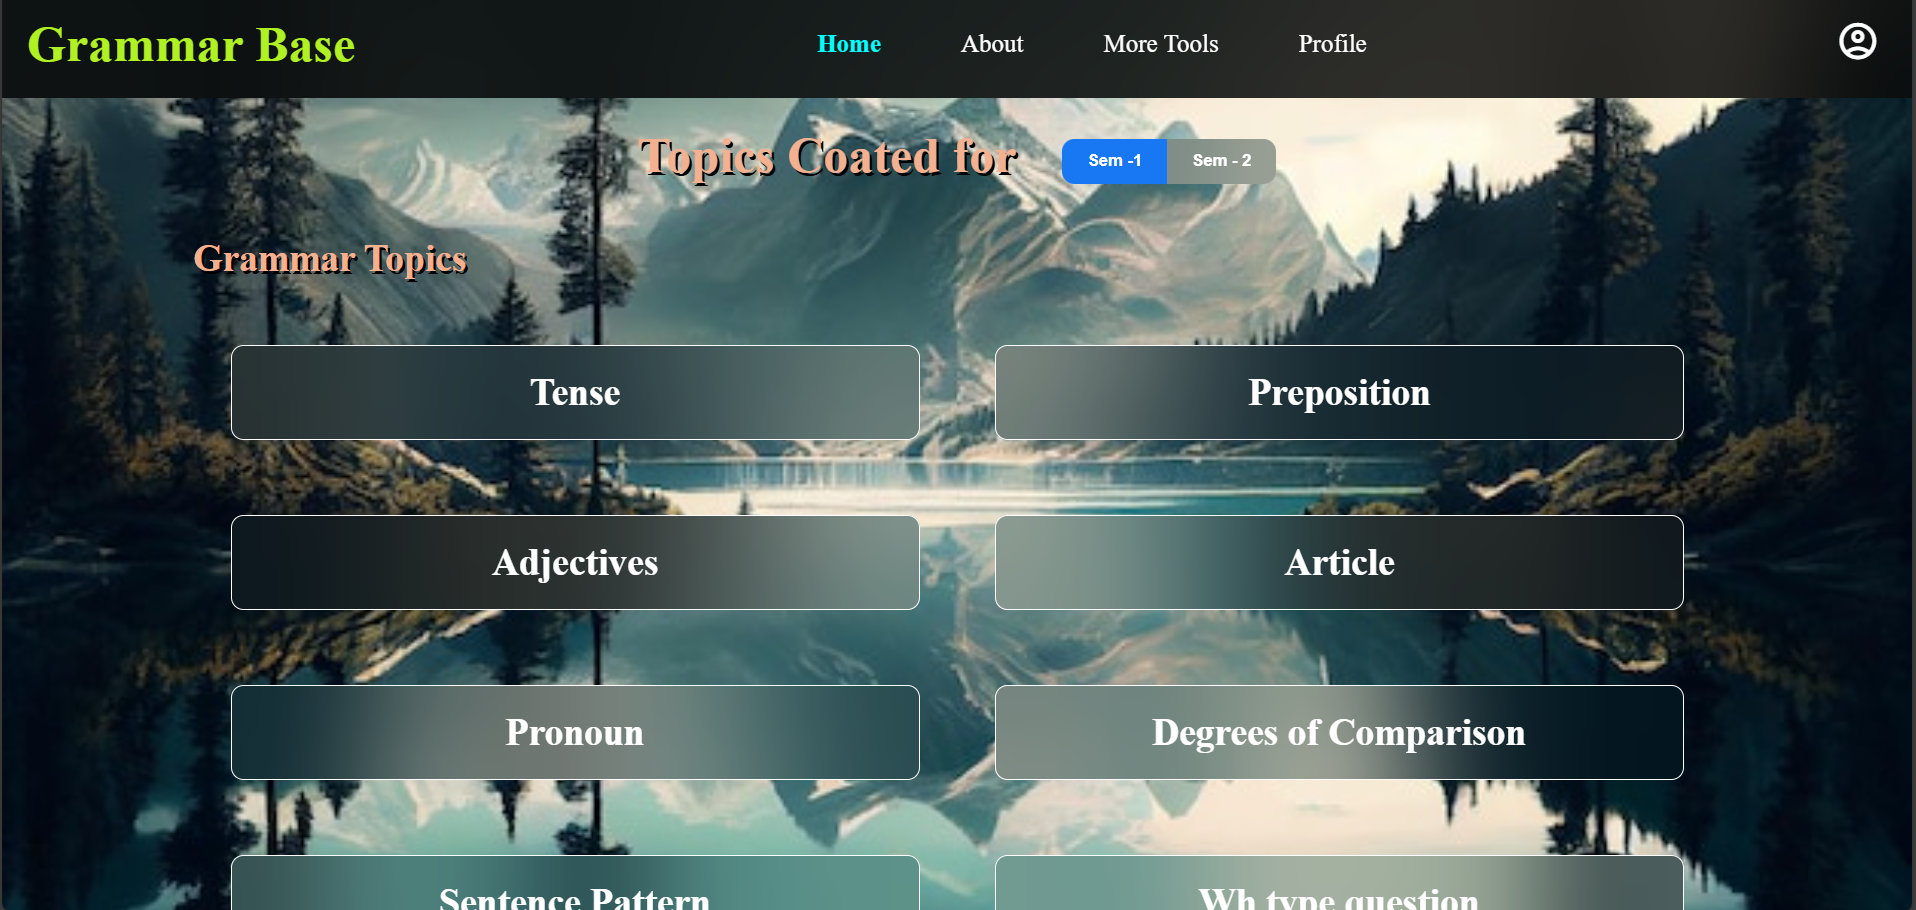 Grammar Base
Home About More Tools Profile
Topics Coated for
Sem -1 Sem - 2
Grammar Topics
Tense
Preposition
Adjectives
Article
Pronoun
Degrees of Comparison
Sentence Pattern
Wh type question